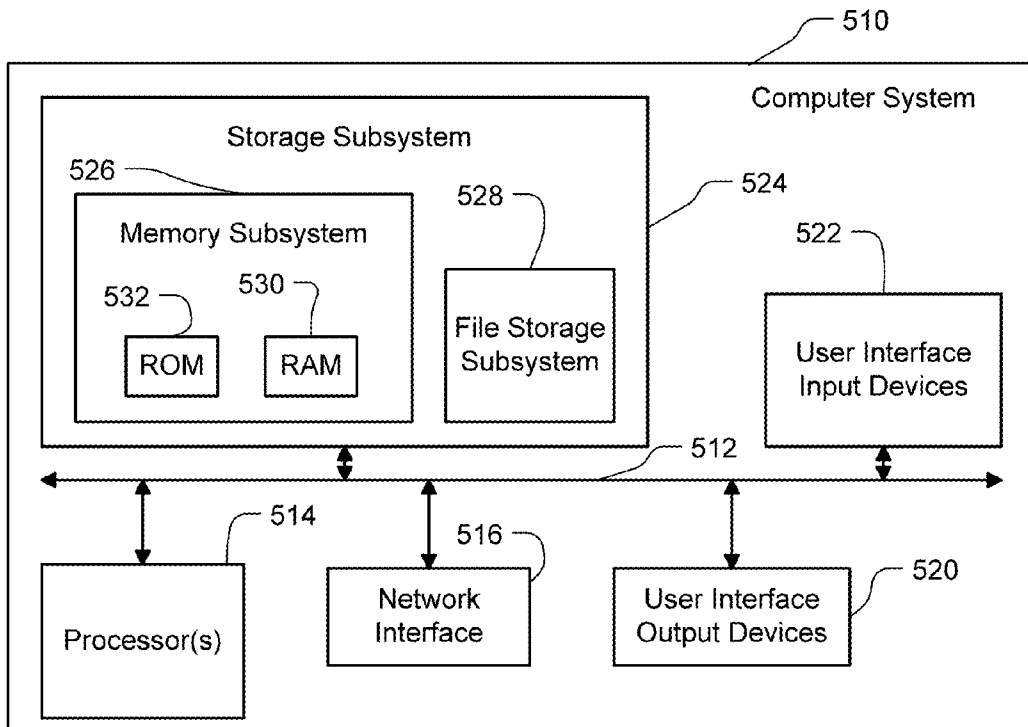 510
Computer System
Storage Subsystem
526
528
524
Memory Subsystem
522
532
530
ROM
RAM
File Storage
Subsystem
User Interface
Input Devices
512
514
516
520
Processor(s)
Network
Interface
User Interface
Output Devices